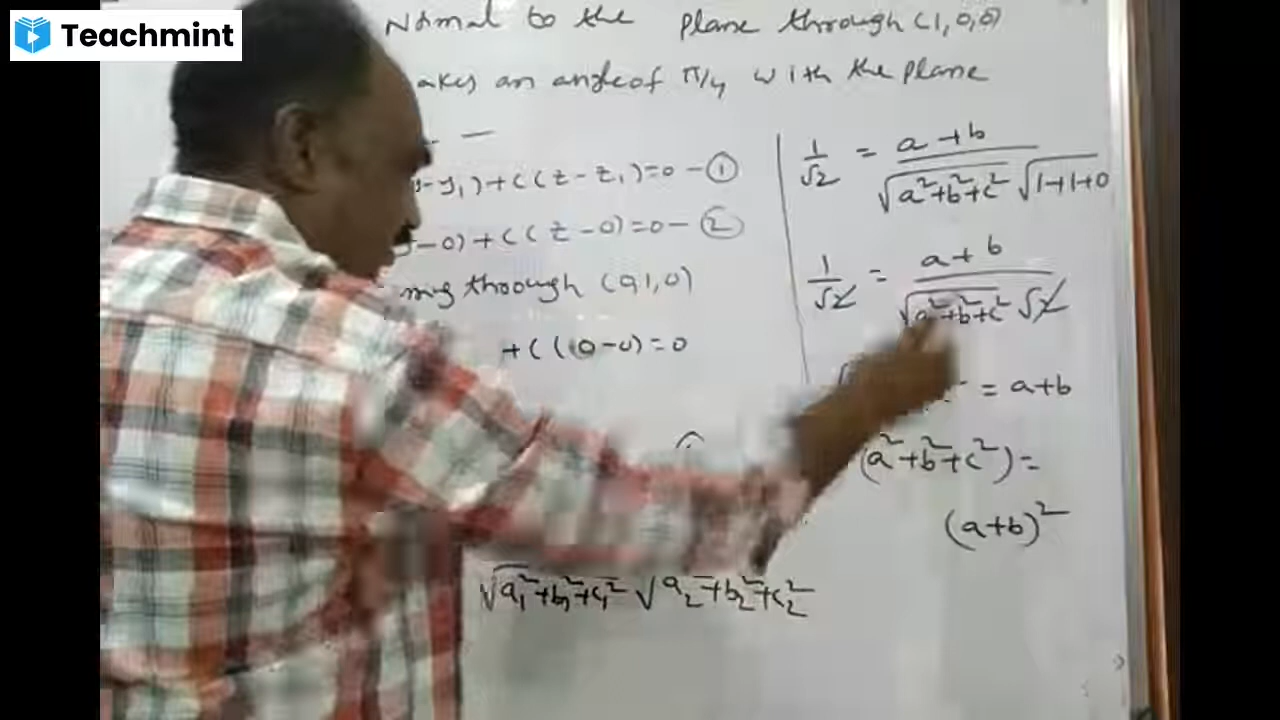 Teachmint
Normal to the plane through (1,0,0)
akes an angle of π/4 with the plane
-y₁)+c(z-z₁)=0-①
-0)+c(z-0)=0-②
ing through (0,1,0)
+c(0-0)=0
√a₁²+b₁²+c₁² √a₂²+b₂²+c₂²
1/√2 = a+b/√a²+b²+c² √1+1+0
1/√2 = a+b/√a²+b²+c² √2
= a+b
(a²+b²+c²)=
(a+b)²